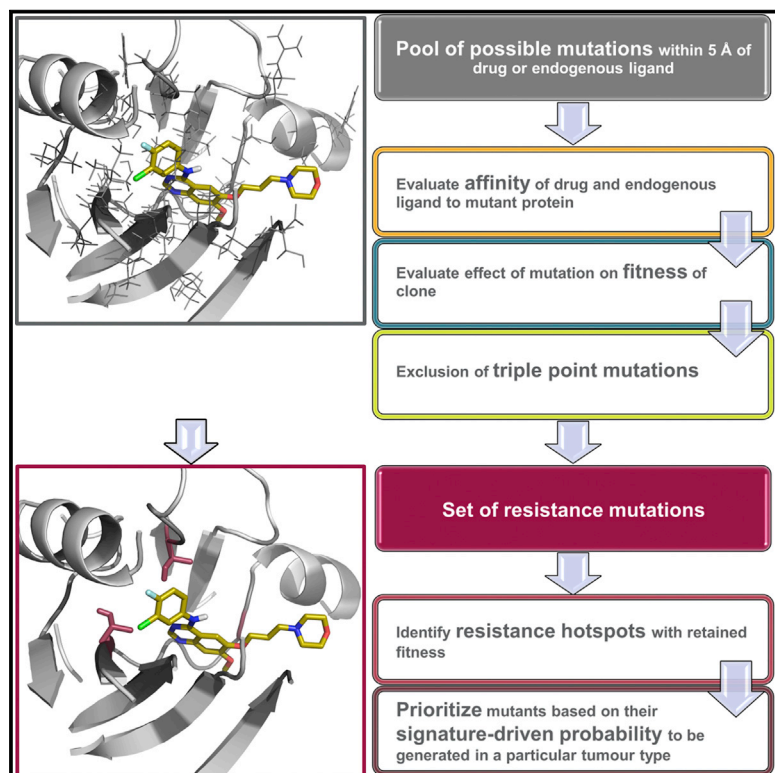 Pool of possible mutations within 5 Å of
drug or endogenous ligand
Evaluate affinity of drug and endogenous
ligand to mutant protein
Evaluate effect of mutation on fitness of
clone
Exclusion of triple point mutations
Set of resistance mutations
Identify resistance hotspots with retained
fitness
Prioritize mutants based on their
signature-driven probability to be
generated in a particular tumour type